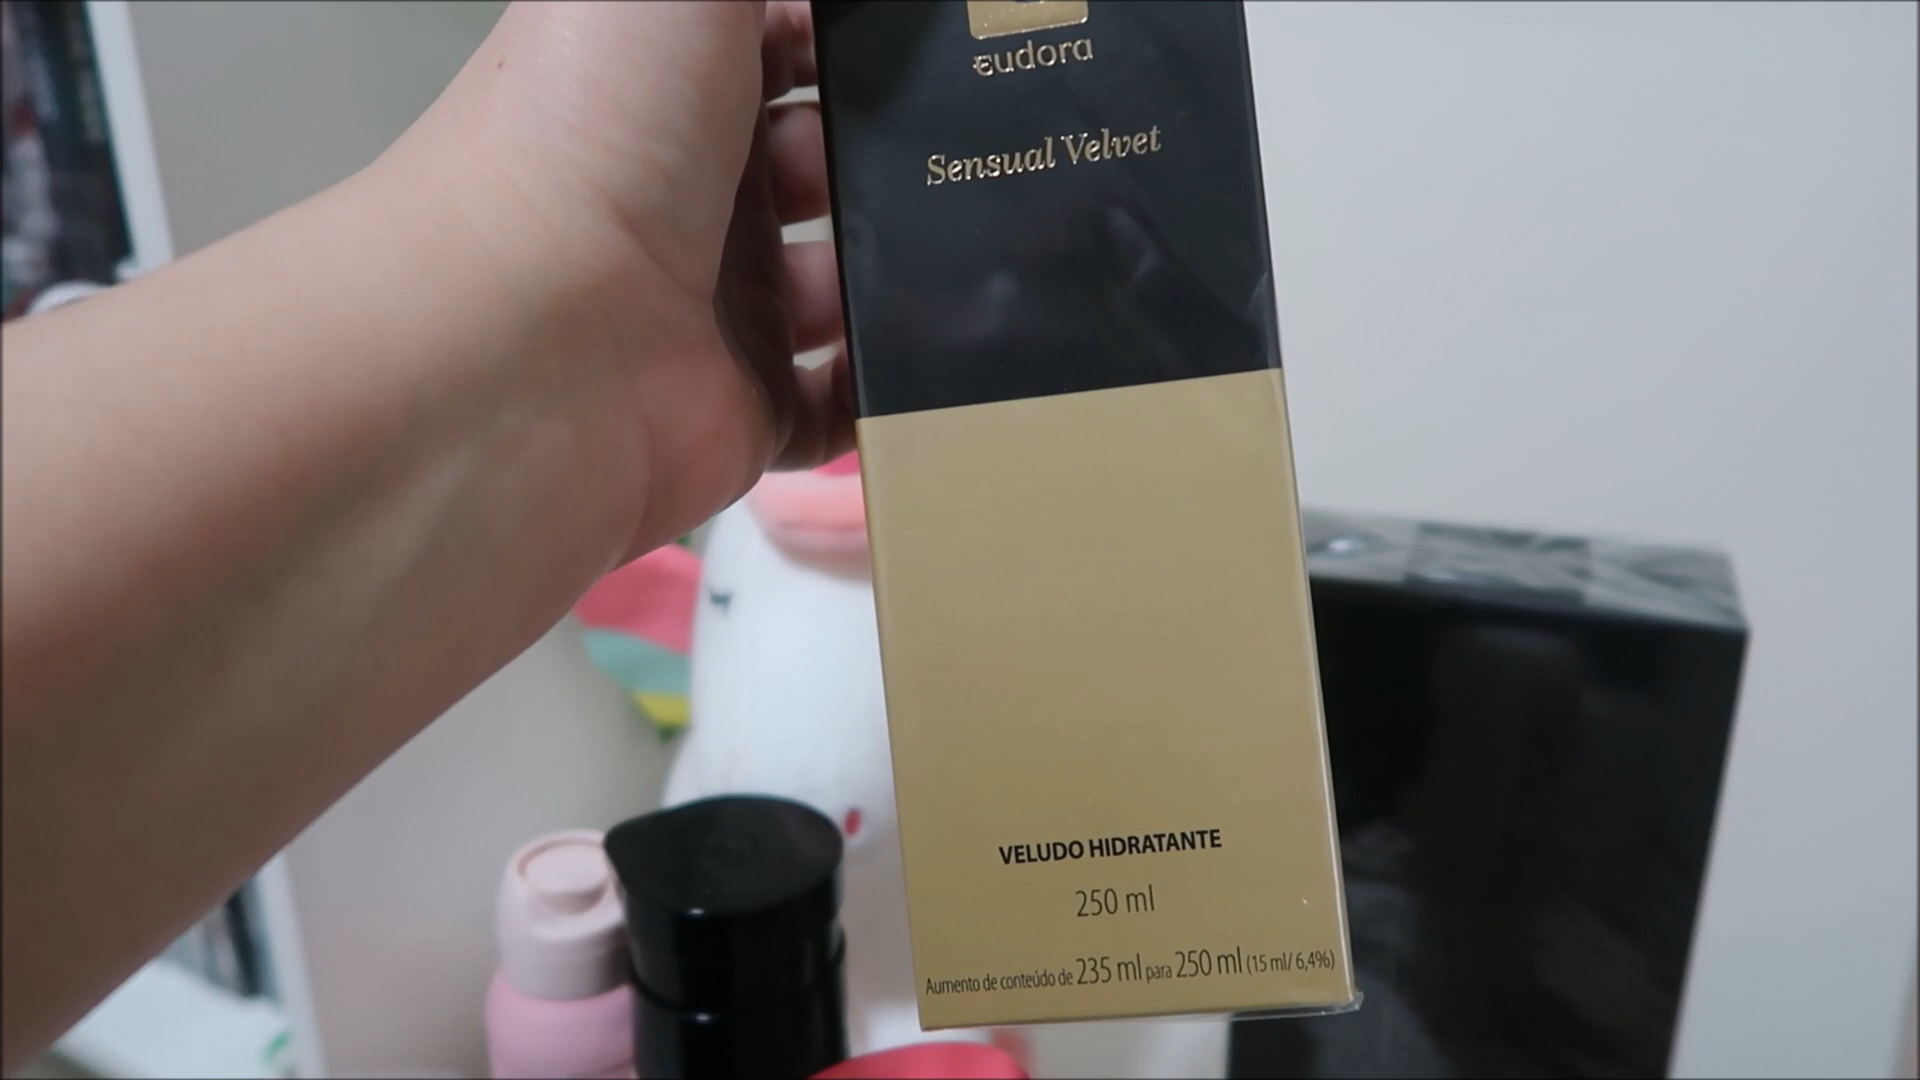 eudora
Sensual Velvet
VELUDO HIDRATANTE
250 ml
Aumento de conteúdo de 235 ml para 250 ml (15 ml/ 6,4%)